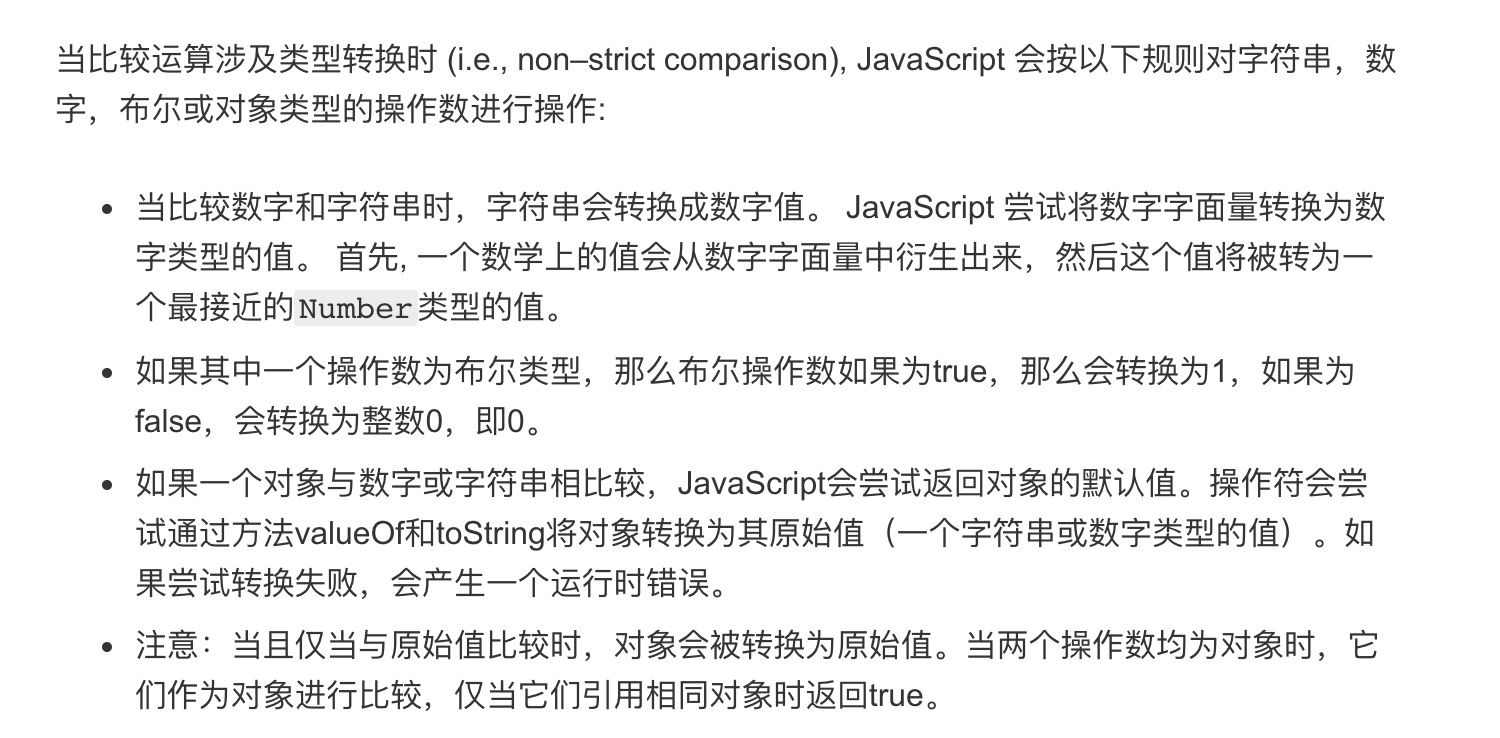 当比较运算涉及类型转换时 (i.e., non–strict comparison), JavaScript 会按以下规则对字符串，数
字，布尔或对象类型的操作数进行操作:
• 当比较数字和字符串时，字符串会转换成数字值。 JavaScript 尝试将数字字面量转换为数
字类型的值。 首先, 一个数学上的值会从数字字面量中衍生出来，然后这个值将被转为一
个最接近的Number类型的值。
• 如果其中一个操作数为布尔类型，那么布尔操作数如果为true，那么会转换为1，如果为
false，会转换为整数0，即0。
• 如果一个对象与数字或字符串相比较，JavaScript会尝试返回对象的默认值。操作符会尝
试通过方法valueOf和toString将对象转换为其原始值（一个字符串或数字类型的值）。如
果尝试转换失败，会产生一个运行时错误。
• 注意：当且仅当与原始值比较时，对象会被转换为原始值。当两个操作数均为对象时，它
们作为对象进行比较，仅当它们引用相同对象时返回true。